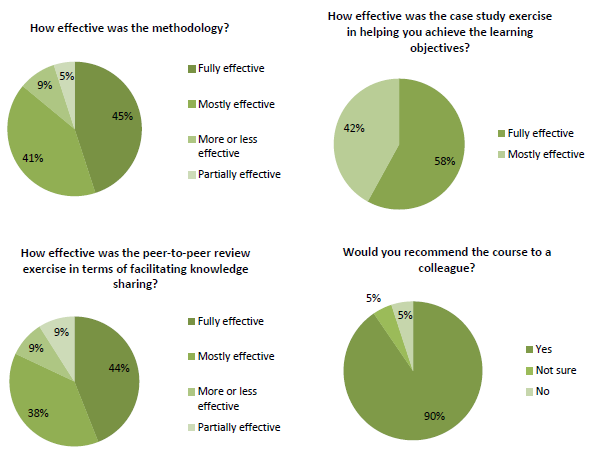 How effective was the methodology?
5%
9%
45%
41%
Fully effective
Mostly effective
More or less
effective
Partially effective
How effective was the case study exercise
in helping you achieve the learning
objectives?
42%
58%
Fully effective
Mostly effective
How effective was the peer-to-peer review
exercise in terms of facilitating knowledge
sharing?
9%
9%
44%
38%
Fully effective
Mostly effective
More or less
effective
Partially effective
Would you recommend the course to a
colleague?
5%
5%
90%
Yes
Not sure
No